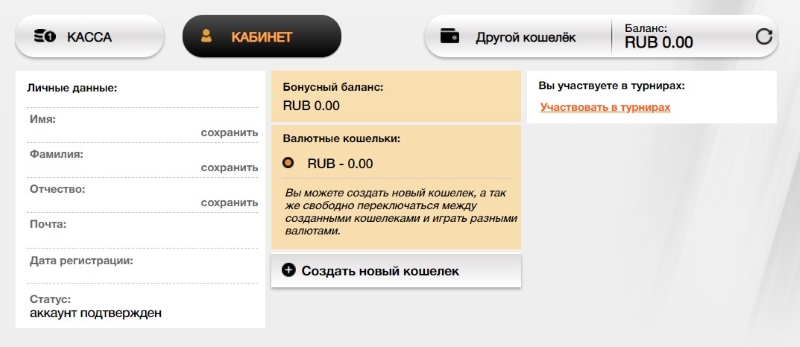 КАССА
КАБИНЕТ
Другой кошелёк
Баланс:
RUB 0.00
Личные данные:
Имя:
сохранить
Фамилия:
сохранить
Отчество:
сохранить
Почта:
Дата регистрации:
Статус:
аккаунт подтвержден
Бонусный баланс:
RUB 0.00
Валютные кошельки:
RUB - 0.00
Вы можете создать новый кошелек, а так
же свободно переключаться между
созданными кошелеками и играть разными
валютами.
Создать новый кошелек
Вы участвуете в турнирах:
Участвовать в турнирах